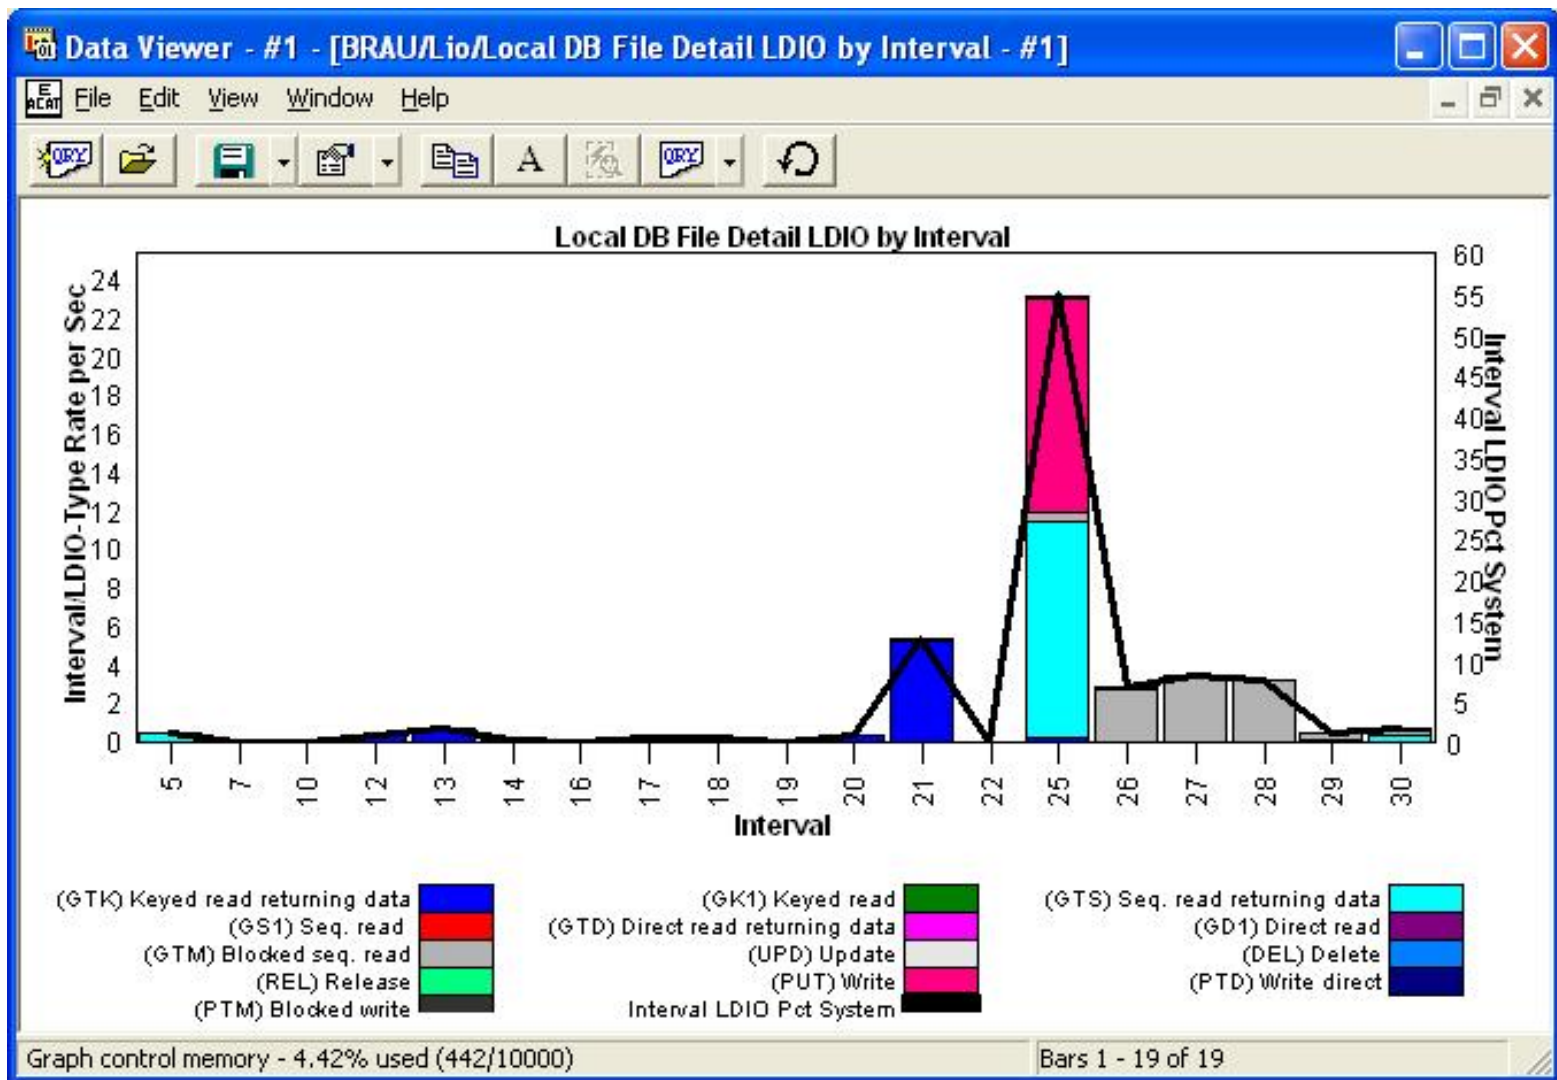 Data Viewer - #1 - [BRAU/Lio/Local DB File Detail LDIO by Interval - #1]
E
ACAT
File Edit View Window Help
QRY A QRY
Local DB File Detail LDIO by Interval
Interval/LDIO-Type Rate per Sec
24
22
20
18
16
14
12
10
8
6
4
2
0
60
55
50
45
40
35
30
25
20
15
10
5
0
Interval LDIO Pct System
5 7 10 12 13 14 16 17 18 19 20 21 22 25 26 27 28 29 30
Interval
(GTK) Keyed read returning data (GK1) Keyed read (GTS) Seq. read returning data
(GS1) Seq. read (GTD) Direct read returning data (GD1) Direct read
(GTM) Blocked seq. read (UPD) Update (DEL) Delete
(REL) Release (PUT) Write (PTD) Write direct
(PTM) Blocked write Interval LDIO Pct System
Graph control memory - 4.42% used (442/10000) Bars 1 - 19 of 19